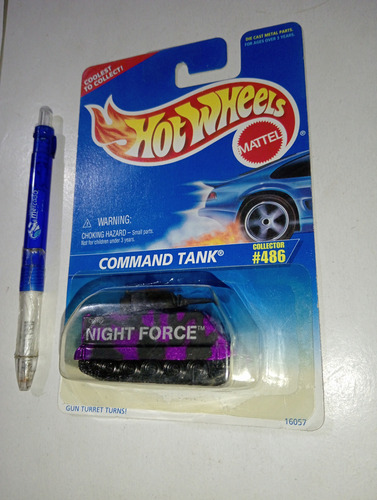 COOLEST
TO COLLECT!
DIE CAST METAL PARTS.
FOR AGES OVER 3 YEARS.
Hot Wheels
MATTEL
WARNING:
CHOKING HAZARD – Small parts.
Not for children under 3 years.
COMMAND TANK®
COLLECTOR
#486
NIGHT FORCE™
GUN TURRET TURNS!
16057